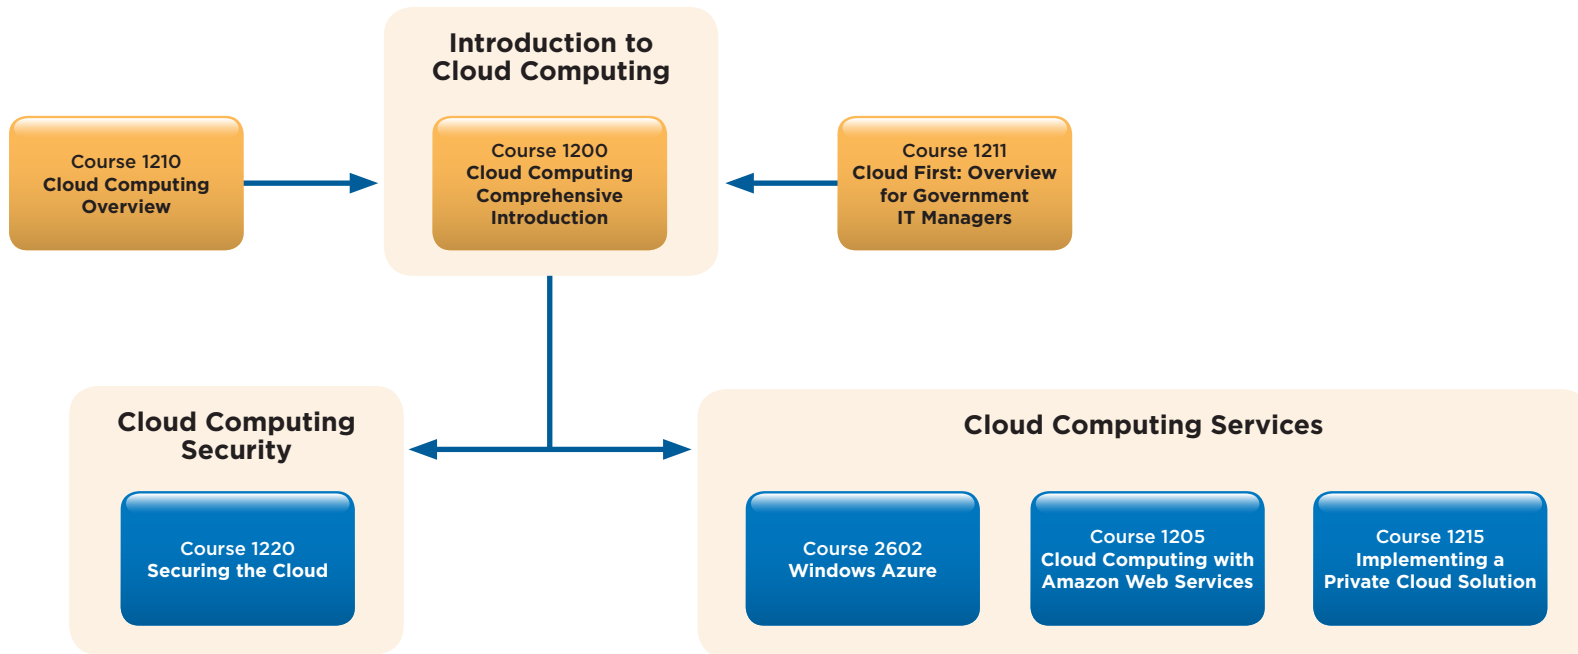 Introduction to
Cloud Computing
Course 1210
Cloud Computing
Overview
Course 1200
Cloud Computing
Comprehensive
Introduction
Course 1211
Cloud First: Overview
for Government
IT Managers
Cloud Computing
Security
Course 1220
Securing the Cloud
Cloud Computing Services
Course 2602
Windows Azure
Course 1205
Cloud Computing with
Amazon Web Services
Course 1215
Implementing a
Private Cloud Solution